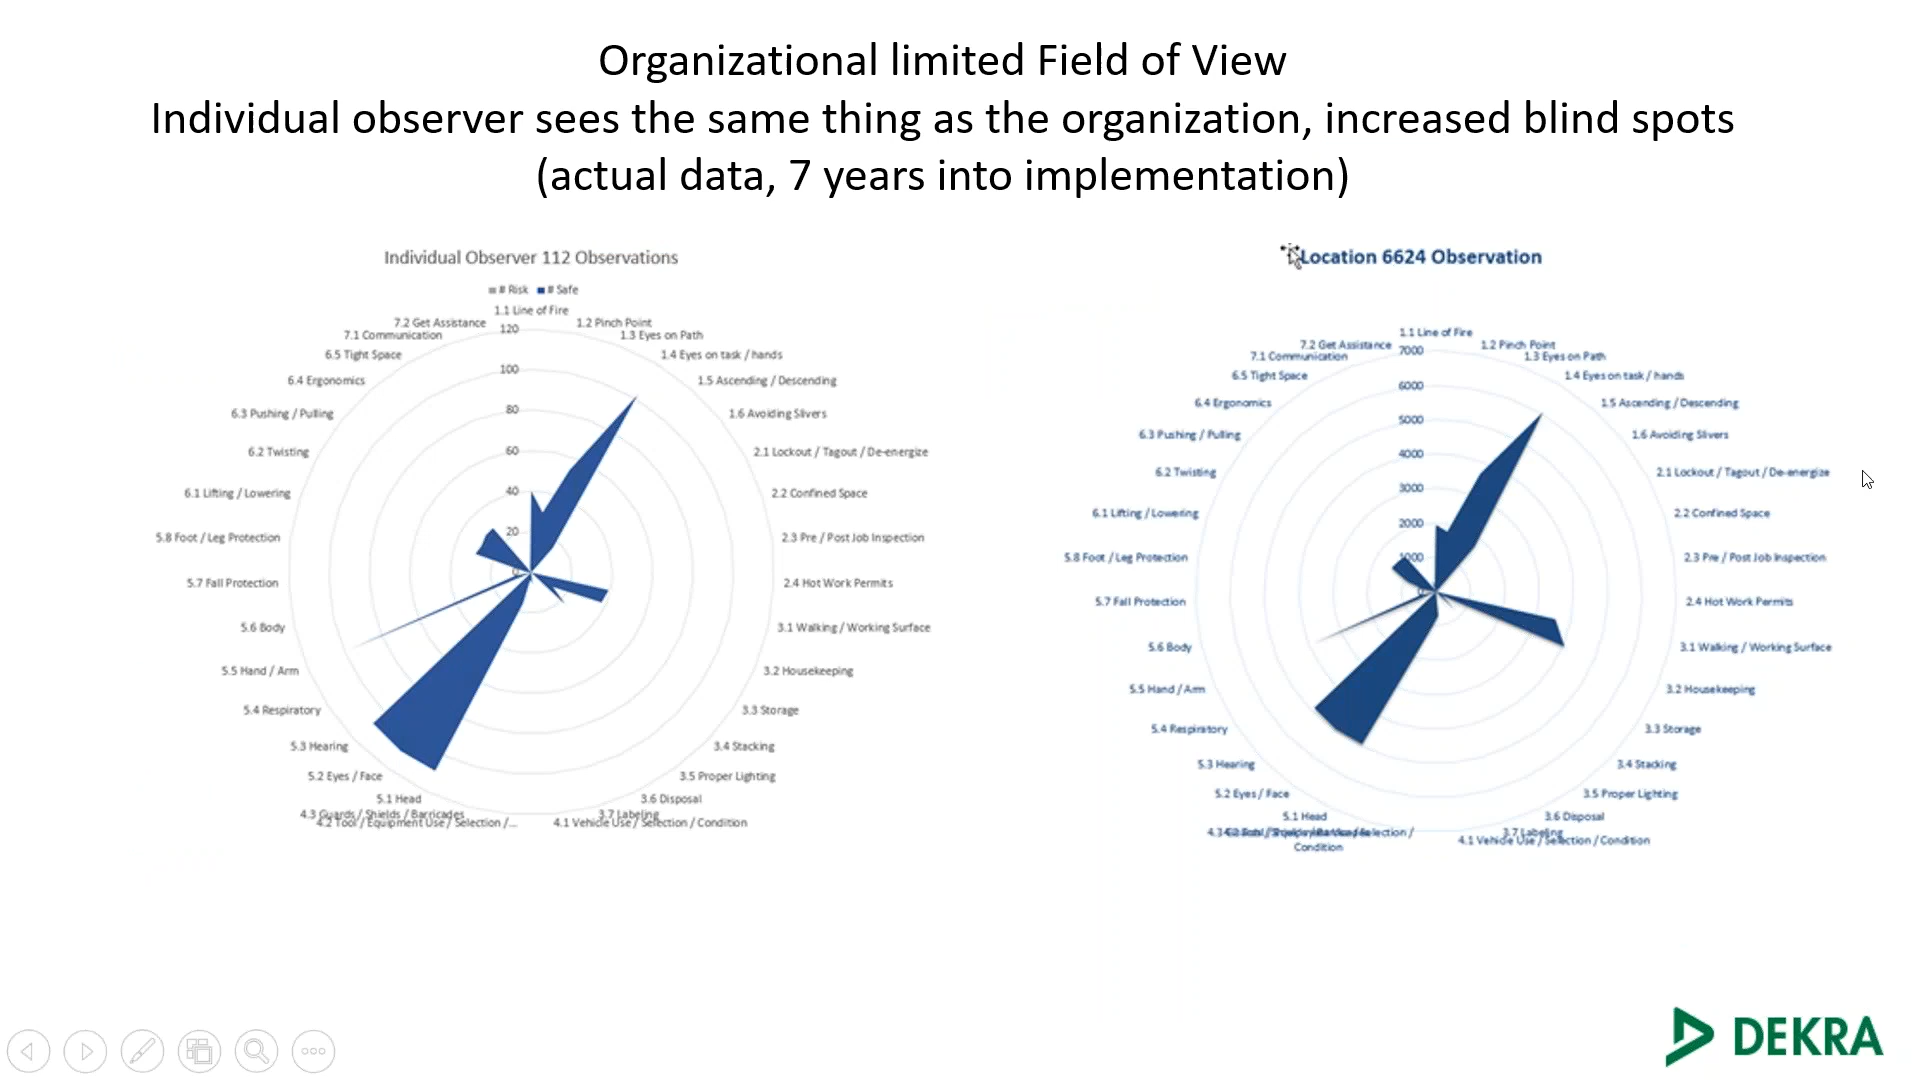 Organizational limited Field of View
Individual observer sees the same thing as the organization, increased blind spots
(actual data, 7 years into implementation)
Individual Observer 112 Observations
# Risk # Safe
1.1 Line of Fire
1.2 Pinch Point
1.3 Eyes on Path
1.4 Eyes on task / hands
1.5 Ascending / Descending
1.6 Avoiding Slivers
2.1 Lockout / Tagout / De-energize
2.2 Confined Space
2.3 Pre / Post Job Inspection
2.4 Hot Work Permits
3.1 Walking / Working Surface
3.2 Housekeeping
3.3 Storage
3.4 Stacking
3.5 Proper Lighting
3.6 Disposal
3.7 Labeling
4.1 Vehicle Use / Selection / Condition
4.2 Tool / Equipment Use / Selection /...
4.3 Guards / Shields / Barricades
5.1 Head
5.2 Eyes / Face
5.3 Hearing
5.4 Respiratory
5.5 Hand / Arm
5.6 Body
5.7 Fall Protection
5.8 Foot / Leg Protection
6.1 Lifting / Lowering
6.2 Twisting
6.3 Pushing / Pulling
6.4 Ergonomics
6.5 Tight Space
7.1 Communication
7.2 Get Assistance
120
100
80
60
40
20
0
Location 6624 Observation
1.1 Line of Fire
1.2 Pinch Point
1.3 Eyes on Path
1.4 Eyes on task / hands
1.5 Ascending / Descending
1.6 Avoiding Slivers
2.1 Lockout / Tagout / De-energize
2.2 Confined Space
2.3 Pre / Post Job Inspection
2.4 Hot Work Permits
3.1 Walking / Working Surface
3.2 Housekeeping
3.3 Storage
3.4 Stacking
3.5 Proper Lighting
3.6 Disposal
3.7 Labeling
4.1 Vehicle Use / Selection / Condition
Selection /
Condition
5.1 Head
5.2 Eyes / Face
5.3 Hearing
5.4 Respiratory
5.5 Hand / Arm
5.6 Body
5.7 Fall Protection
5.8 Foot / Leg Protection
6.1 Lifting / Lowering
6.2 Twisting
6.3 Pushing / Pulling
6.4 Ergonomics
6.5 Tight Space
7.1 Communication
7.2 Get Assistance
7000
6000
5000
4000
3000
2000
1000
0
DEKRA